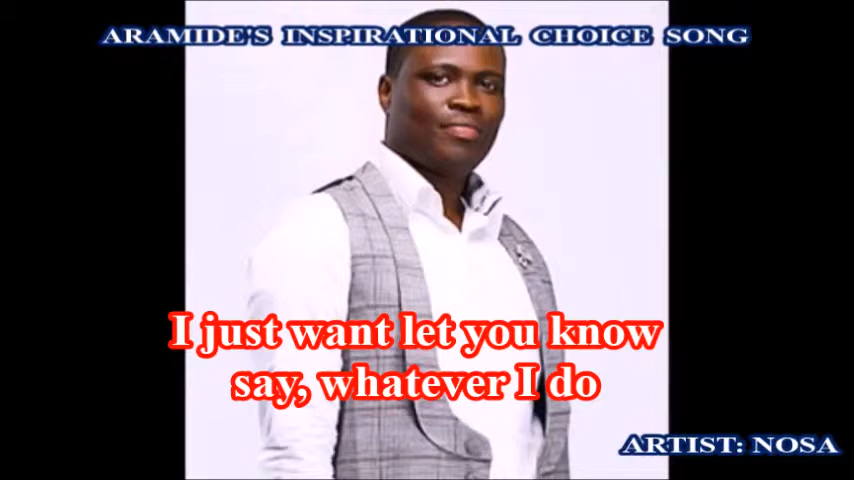 ARAMIDE'S INSPIRATIONAL CHOICE SONG
I just want let you know
say, whatever I do
ARTIST: NOSA